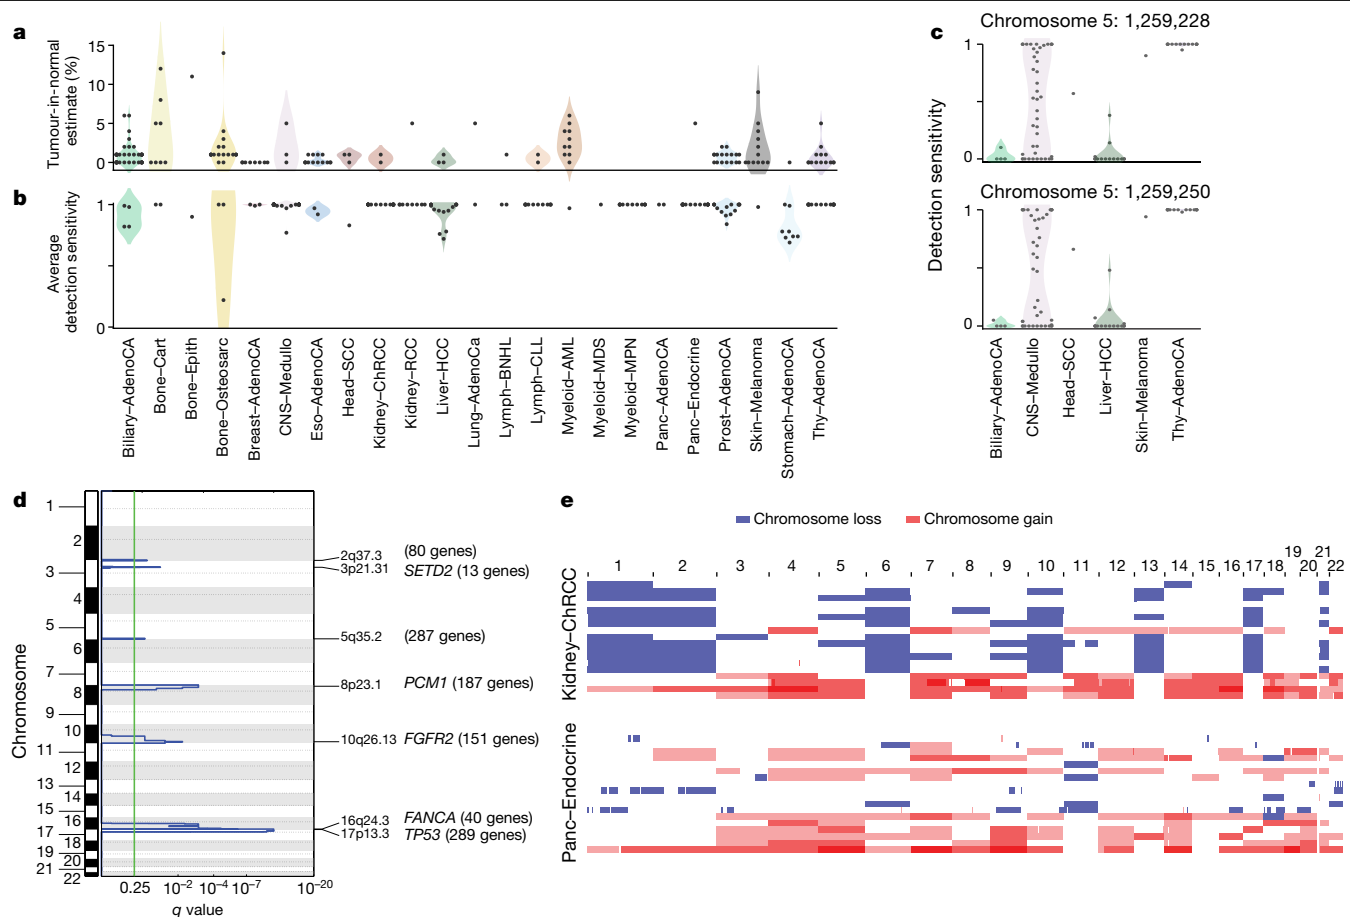 a
Tumour-in-normal
estimate (%)
15
10
5
0
b
Average
detection sensitivity
1
0
Biliary–AdenoCA
Bone–Cart
Bone–Epith
Bone–Osteosarc
Breast–AdenoCA
CNS–Medullo
Eso–AdenoCA
Head–SCC
Kidney–ChRCC
Kidney–RCC
Liver–HCC
Lung–AdenoCa
Lymph–BNHL
Lymph–CLL
Myeloid–AML
Myeloid–MDS
Myeloid–MPN
Panc–AdenoCA
Panc–Endocrine
Prost–AdenoCA
Skin–Melanoma
Stomach–AdenoCA
Thy–AdenoCA
c
Chromosome 5: 1,259,228
Detection sensitivity
1
0
Chromosome 5: 1,259,250
1
0
Biliary–AdenoCA
CNS–Medullo
Head–SCC
Liver–HCC
Skin–Melanoma
Thy–AdenoCA
d
Chromosome
1
2
3
4
5
6
7
8
9
10
11
12
13
14
15
16
17
18
19
20
21
22
2q37.3 (80 genes)
3p21.31 SETD2 (13 genes)
5q35.2 (287 genes)
8p23.1 PCM1 (187 genes)
10q26.13 FGFR2 (151 genes)
16q24.3 FANCA (40 genes)
17p13.3 TP53 (289 genes)
0.25 10–2 10–4 10–7 10–20
q value
e
Chromosome loss Chromosome gain
1 2 3 4 5 6 7 8 9 10 11 12 13 14 15 16 17 18 19 20 21 22
Kidney–ChRCC
Panc–Endocrine